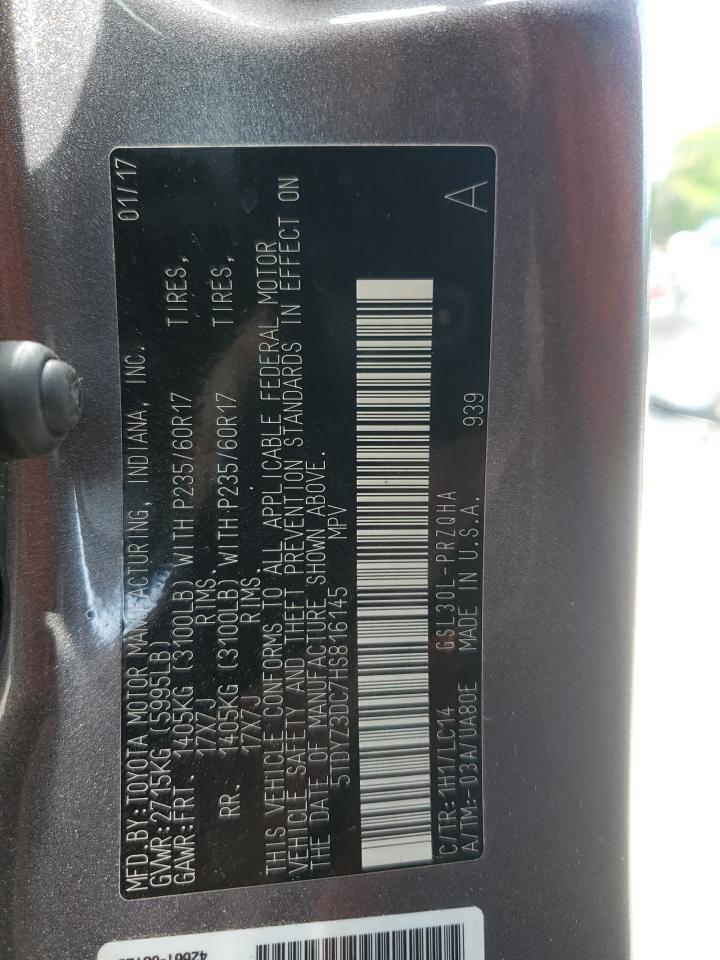 MFD.BY:TOYOTA MOTOR MANUFACTURING, INDIANA, INC. 01/17
GVWR:2715KG (5995LB)
GAWR:FRT. 1405KG (3100LB) WITH P235/60R17 TIRES,
17X7J RIMS.
RR. 1405KG (3100LB) WITH P235/60R17 TIRES,
17X7J RIMS.
THIS VEHICLE CONFORMS TO ALL APPLICABLE FEDERAL MOTOR
VEHICLE SAFETY AND THEFT PREVENTION STANDARDS IN EFFECT ON
THE DATE OF MANUFACTURE SHOWN ABOVE.
5TDYZ3DC7HS816145 MPV
C/TR:1H1/LC14 GSL30L-PRZQHA A
A/TM:-03A/UA80E MADE IN U.S.A. 939